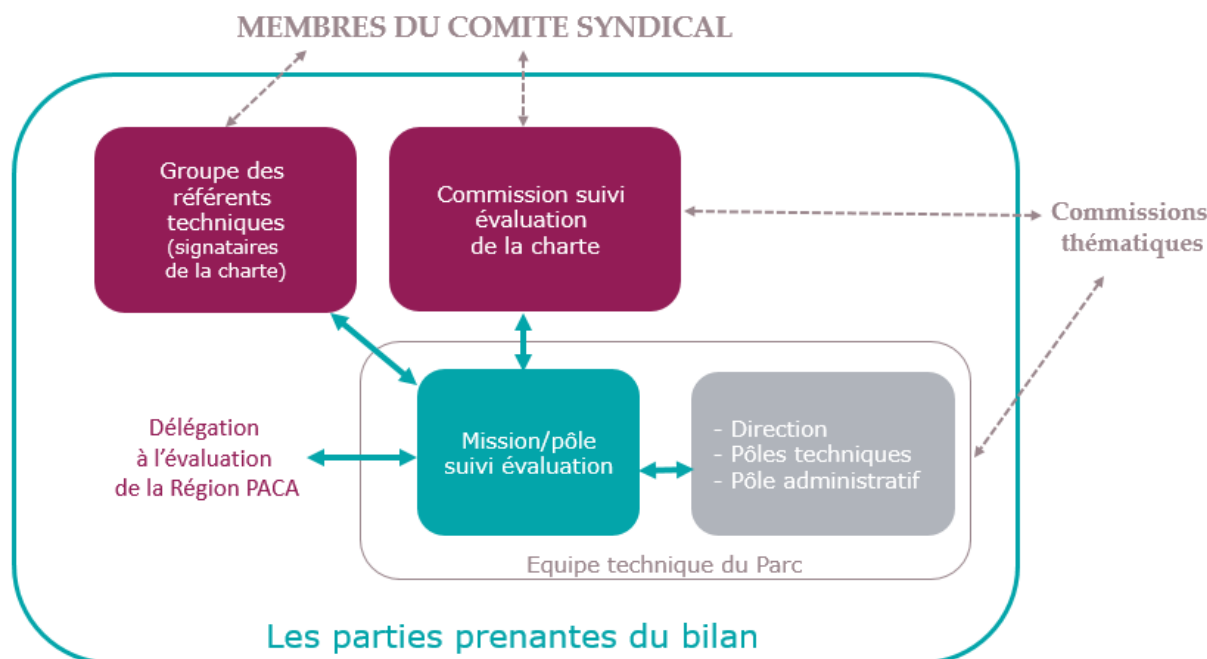 MEMBRES DU COMITE SYNDICAL
Groupe des
référents
techniques
(signataires
de la charte)
Commission suivi
évaluation
de la charte
Commissions
thématiques
Délégation
à l'évaluation
de la Région PACA
Mission/pôle
suivi évaluation
- Direction
- Pôles techniques
- Pôle administratif
Equipe technique du Parc
Les parties prenantes du bilan